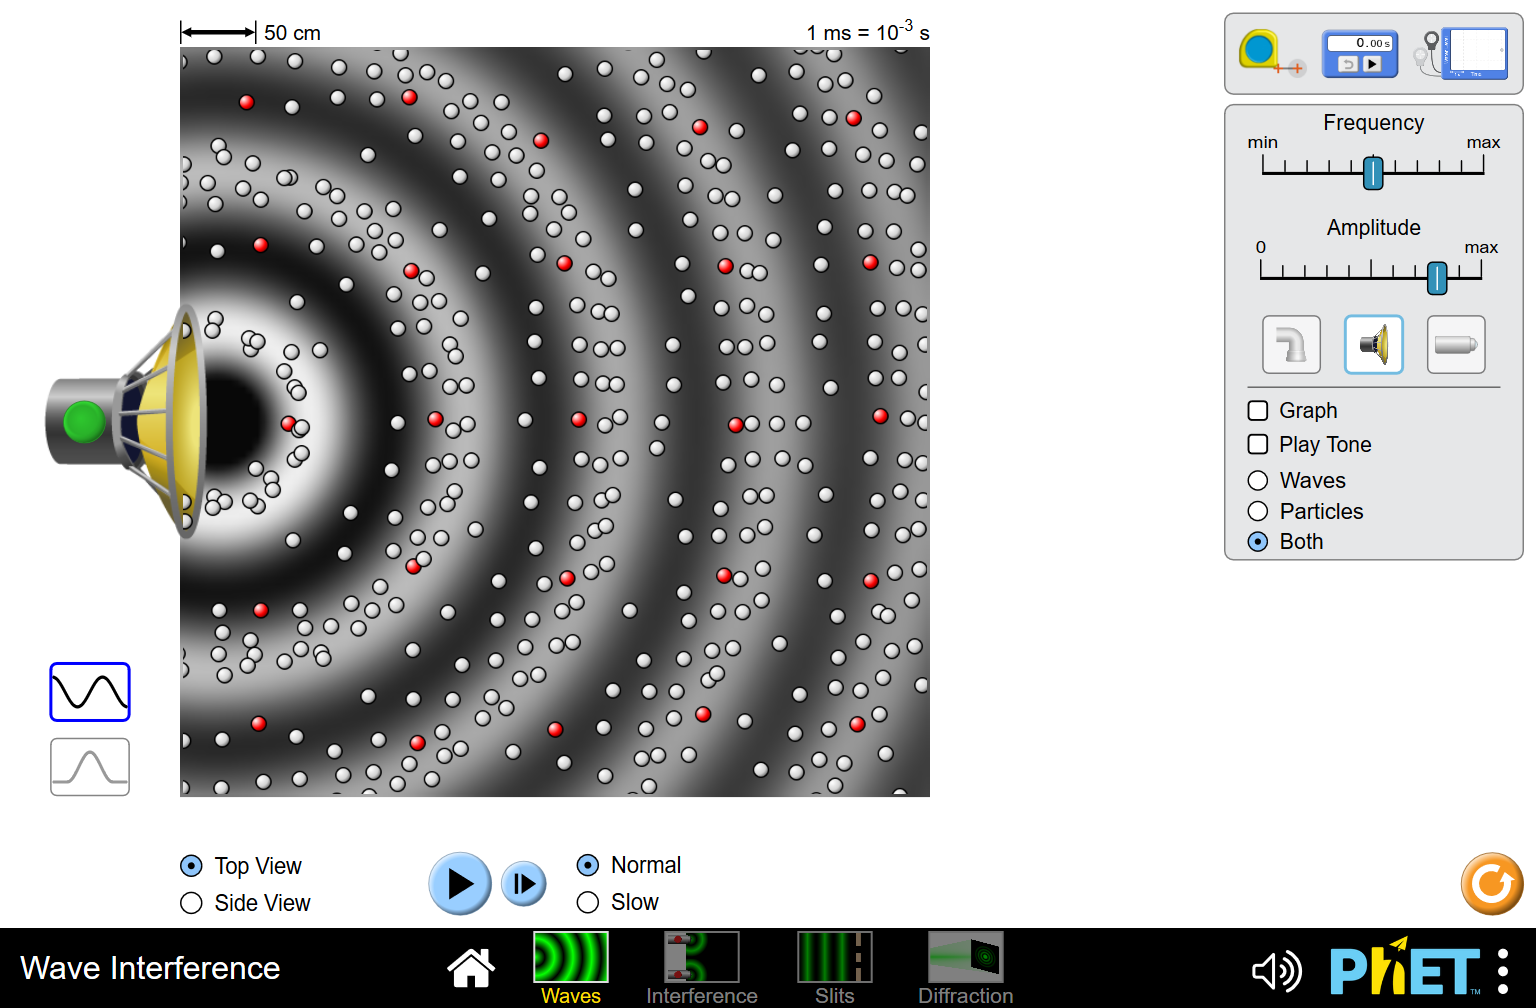 50 cm
1 ms = 10⁻³ s
0.00 s
Frequency
min
max
Amplitude
0
max
Graph
Play Tone
Waves
Particles
Both
Top View
Side View
Normal
Slow
Wave Interference
Waves
Interference
Slits
Diffraction
PhET™